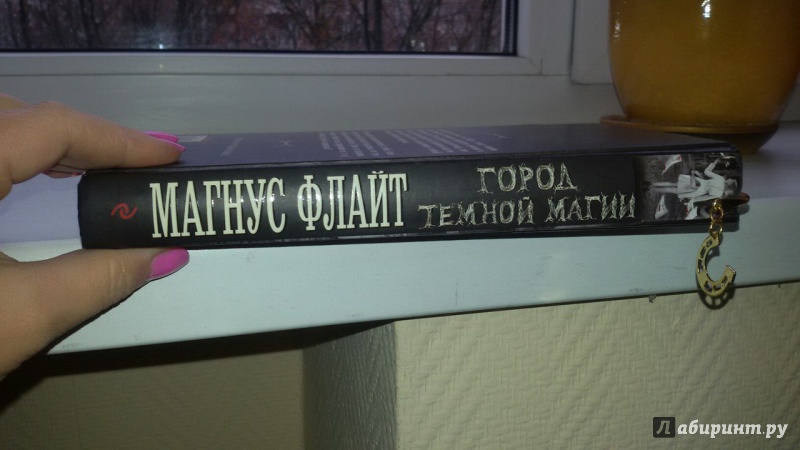 МАГНУС ФЛАЙТ
ГОРОД
ТЕМНОЙ МАГИИ
Лабиринт.ру